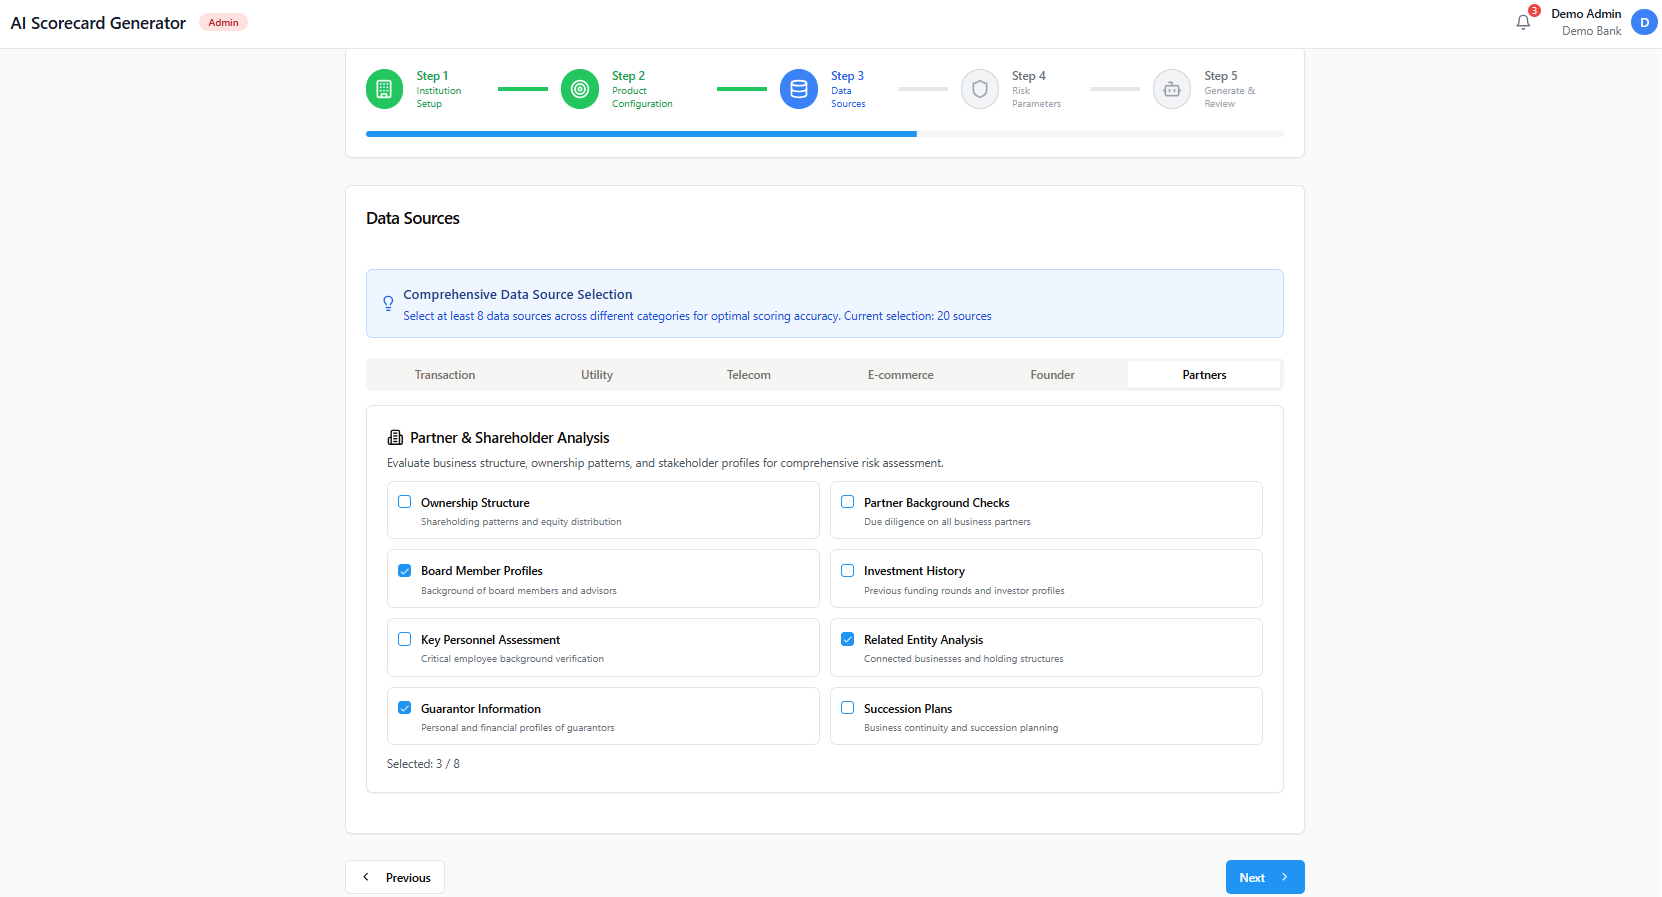 AI Scorecard Generator
Admin
3
Demo Admin
Demo Bank
D
Step 1
Institution
Setup
Step 2
Product
Configuration
Step 3
Data
Sources
Step 4
Risk
Parameters
Step 5
Generate &
Review
Data Sources
Comprehensive Data Source Selection
Select at least 8 data sources across different categories for optimal scoring accuracy. Current selection: 20 sources
Transaction
Utility
Telecom
E-commerce
Founder
Partners
Partner & Shareholder Analysis
Evaluate business structure, ownership patterns, and stakeholder profiles for comprehensive risk assessment.
Ownership Structure
Shareholding patterns and equity distribution
Partner Background Checks
Due diligence on all business partners
Board Member Profiles
Background of board members and advisors
Investment History
Previous funding rounds and investor profiles
Key Personnel Assessment
Critical employee background verification
Related Entity Analysis
Connected businesses and holding structures
Guarantor Information
Personal and financial profiles of guarantors
Succession Plans
Business continuity and succession planning
Selected: 3 / 8
Previous
Next